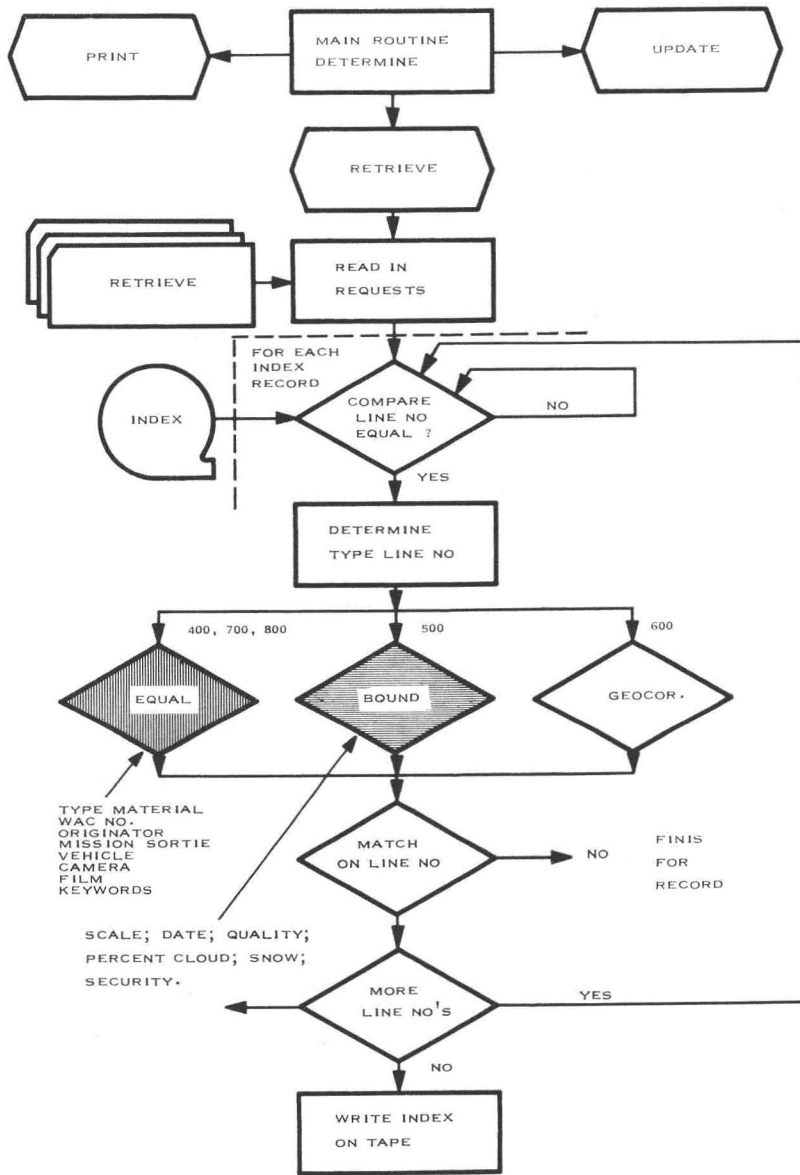 PRINT
MAIN ROUTINE
DETERMINE
UPDATE
RETRIEVE
RETRIEVE
READ IN
REQUESTS
FOR EACH
INDEX
RECORD
INDEX
COMPARE
LINE NO
EQUAL ?
NO
YES
DETERMINE
TYPE LINE NO
400, 700, 800
500
600
EQUAL
BOUND
GEOCOR.
TYPE MATERIAL
WAC NO.
ORIGINATOR
MISSION SORTIE
VEHICLE
CAMERA
FILM
KEYWORDS
MATCH
ON LINE NO
NO
FINIS
FOR
RECORD
SCALE; DATE; QUALITY;
PERCENT CLOUD; SNOW;
SECURITY.
MORE
LINE NO'S
YES
NO
WRITE INDEX
ON TAPE